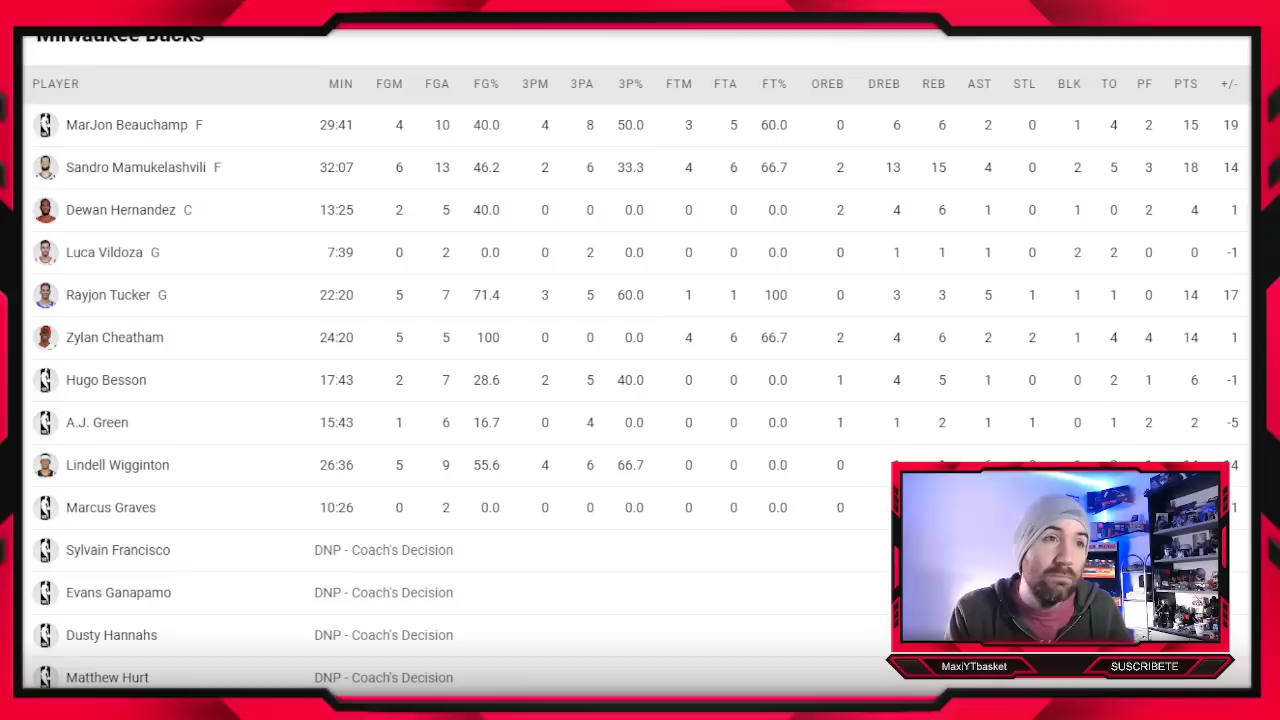 Milwaukee Bucks
PLAYER MIN FGM FGA FG% 3PM 3PA 3P% FTM FTA FT% OREB DREB REB AST STL BLK TO PF PTS +/-
MarJon Beauchamp F 29:41 4 10 40.0 4 8 50.0 3 5 60.0 0 6 6 2 0 1 4 2 15 19
Sandro Mamukelashvili F 32:07 6 13 46.2 2 6 33.3 4 6 66.7 2 13 15 4 0 2 5 3 18 14
Dewan Hernandez C 13:25 2 5 40.0 0 0 0.0 0 0 0.0 2 4 6 1 0 1 0 2 4 1
Luca Vildoza G 7:39 0 2 0.0 0 2 0.0 0 0 0.0 0 1 1 1 0 2 2 0 0 -1
Rayjon Tucker G 22:20 5 7 71.4 3 5 60.0 1 1 100 0 3 3 5 1 1 1 0 14 17
Zylan Cheatham 24:20 5 5 100 0 0 0.0 4 6 66.7 2 4 6 2 2 1 4 4 14 1
Hugo Besson 17:43 2 7 28.6 2 5 40.0 0 0 0.0 1 4 5 1 0 0 2 1 6 -1
A.J. Green 15:43 1 6 16.7 0 4 0.0 0 0 0.0 1 1 2 1 1 0 1 2 2 -5
Lindell Wigginton 26:36 5 9 55.6 4 6 66.7 0 0 0.0 0
Marcus Graves 10:26 0 2 0.0 0 0 0.0 0 0 0.0 0
Sylvain Francisco DNP - Coach's Decision
Evans Ganapamo DNP - Coach's Decision
Dusty Hannahs DNP - Coach's Decision
Matthew Hurt DNP - Coach's Decision
MaxiYTbasket SUSCRIBETE